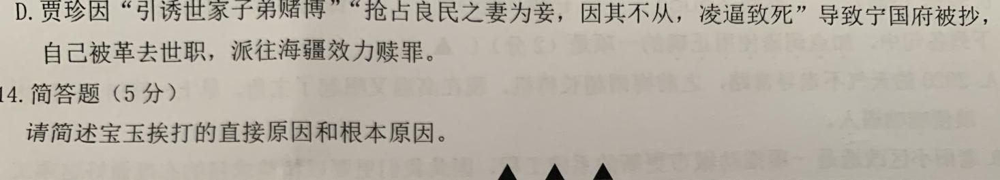 D.贾珍因“引诱世家子弟赌博”“抢占良民之妻为妾，因其不从，凌逼致死”导致宁国府被抄，
自己被革去世职，派往海疆效力赎罪。
14.简答题（5分）
请简述宝玉挨打的直接原因和根本原因。